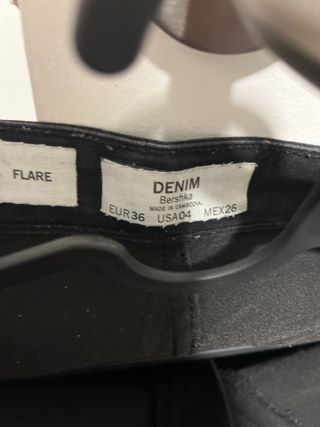 FLARE
DENIM
Bershka
MADE IN CAMBODIA
EUR36 USA04 MEX26